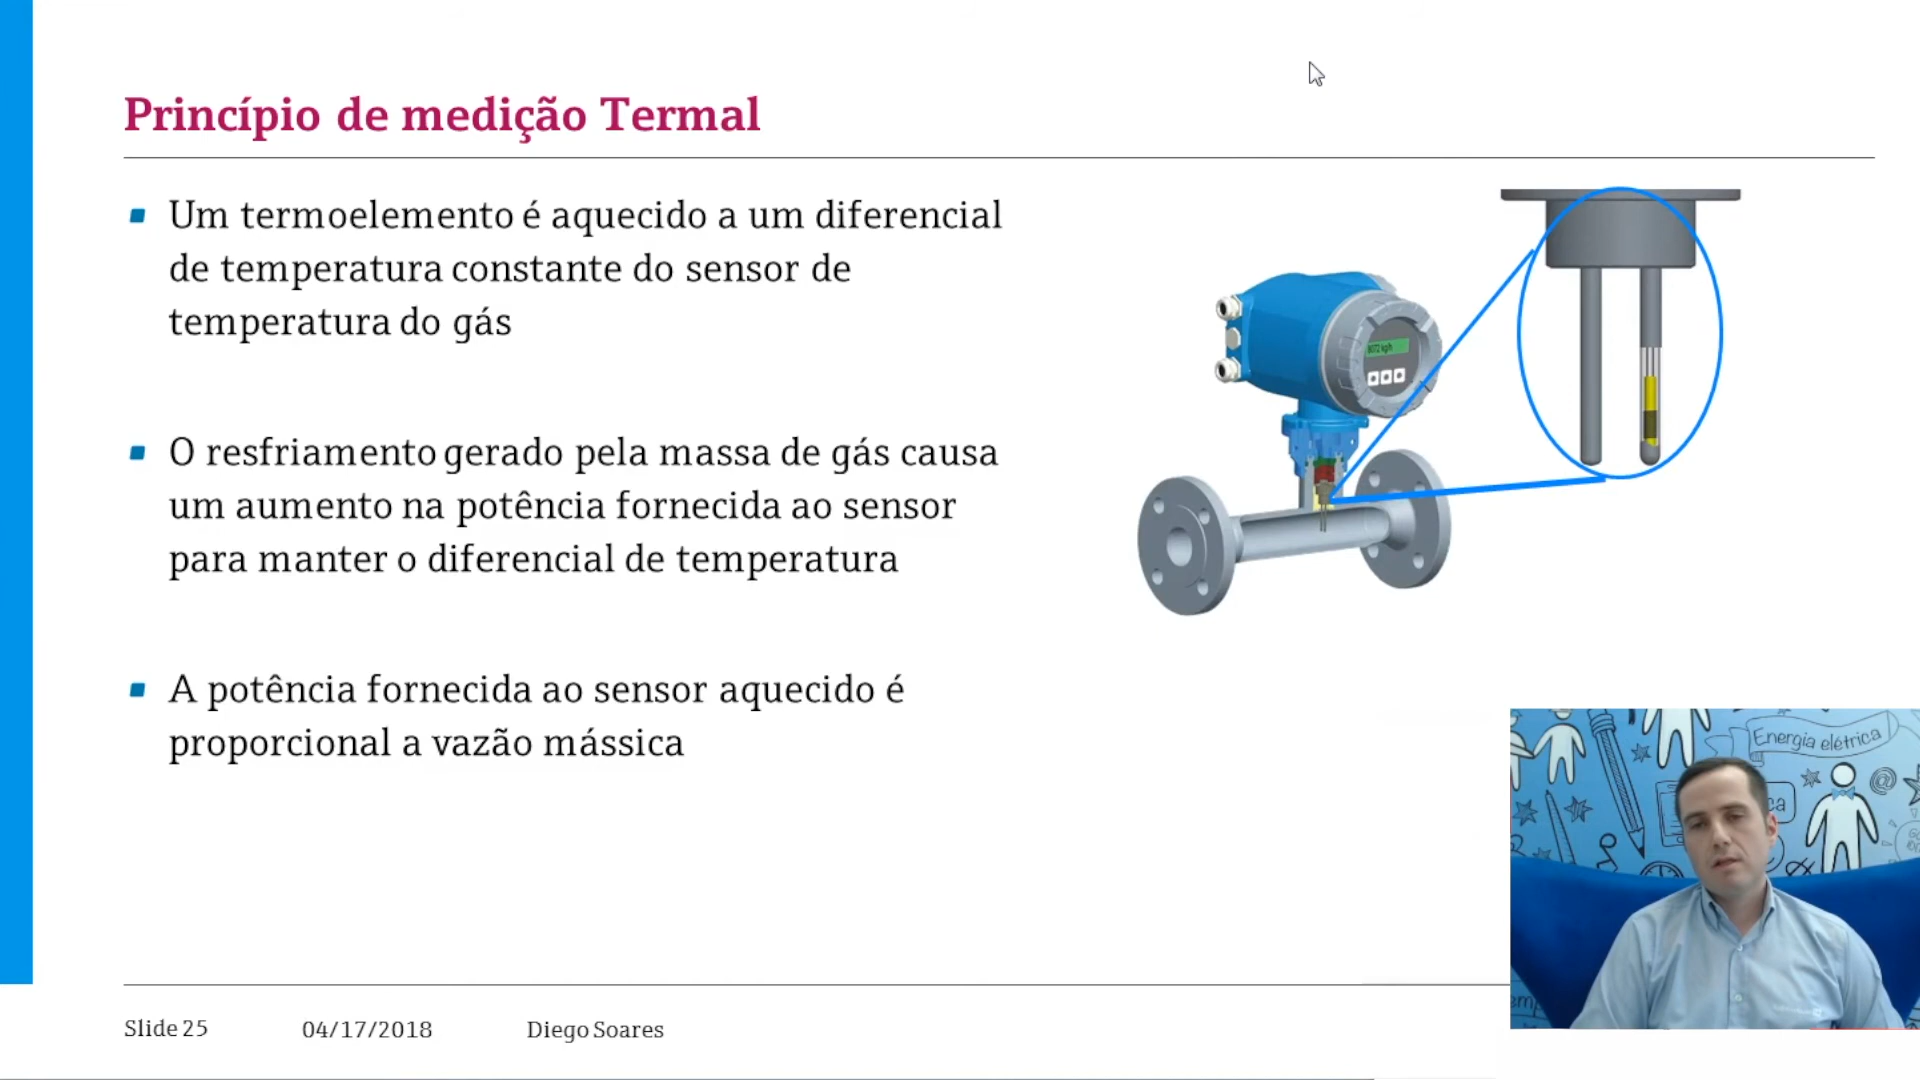 Princípio de medição Termal
Um termoelemento é aquecido a um diferencial
de temperatura constante do sensor de
temperatura do gás
O resfriamento gerado pela massa de gás causa
um aumento na potência fornecida ao sensor
para manter o diferencial de temperatura
A potência fornecida ao sensor aquecido é
proporcional a vazão mássica
Energia elétrica
Slide 25
04/17/2018
Diego Soares